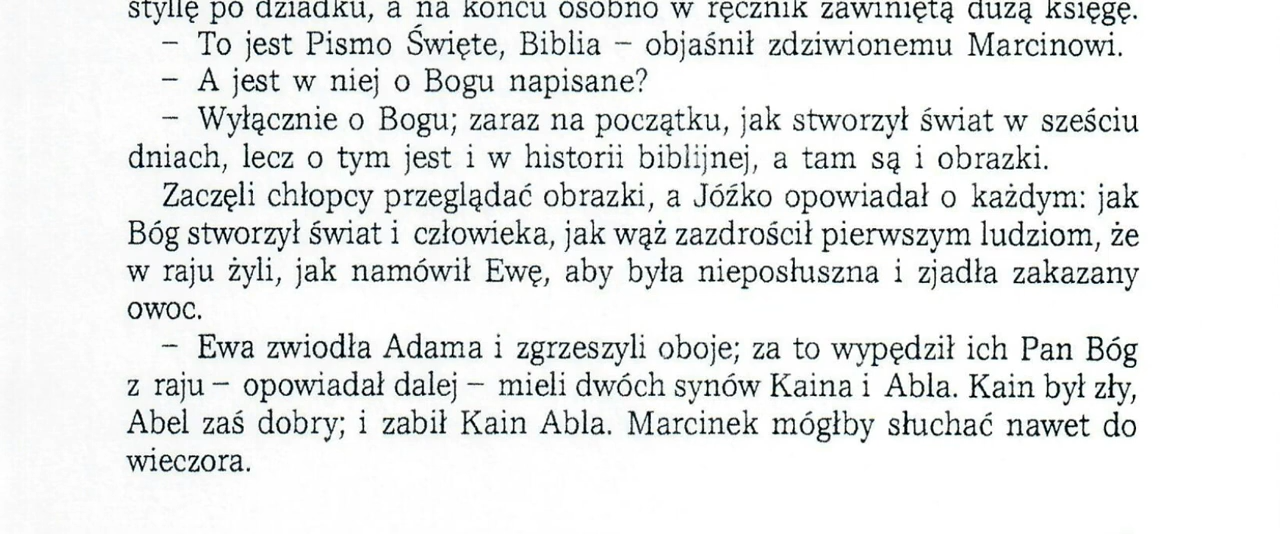 styllę po dziadku, a na końcu osobno w ręcznik zawiniętą dużą księgę.
– To jest Pismo Święte, Biblia – objaśnił zdziwionemu Marcinowi.
– A jest w niej o Bogu napisane?
– Wyłącznie o Bogu; zaraz na początku, jak stworzył świat w sześciu
dniach, lecz o tym jest i w historii biblijnej, a tam są i obrazki.
Zaczęli chłopcy przeglądać obrazki, a Jóźko opowiadał o każdym: jak
Bóg stworzył świat i człowieka, jak wąż zazdrościł pierwszym ludziom, że
w raju żyli, jak namówił Ewę, aby była nieposłuszna i zjadła zakazany
owoc.
– Ewa zwiodła Adama i zgrzeszyli oboje; za to wypędził ich Pan Bóg
z raju – opowiadał dalej – mieli dwóch synów Kaina i Abla. Kain był zły,
Abel zaś dobry; i zabił Kain Abla. Marcinek mógłby słuchać nawet do
wieczora.